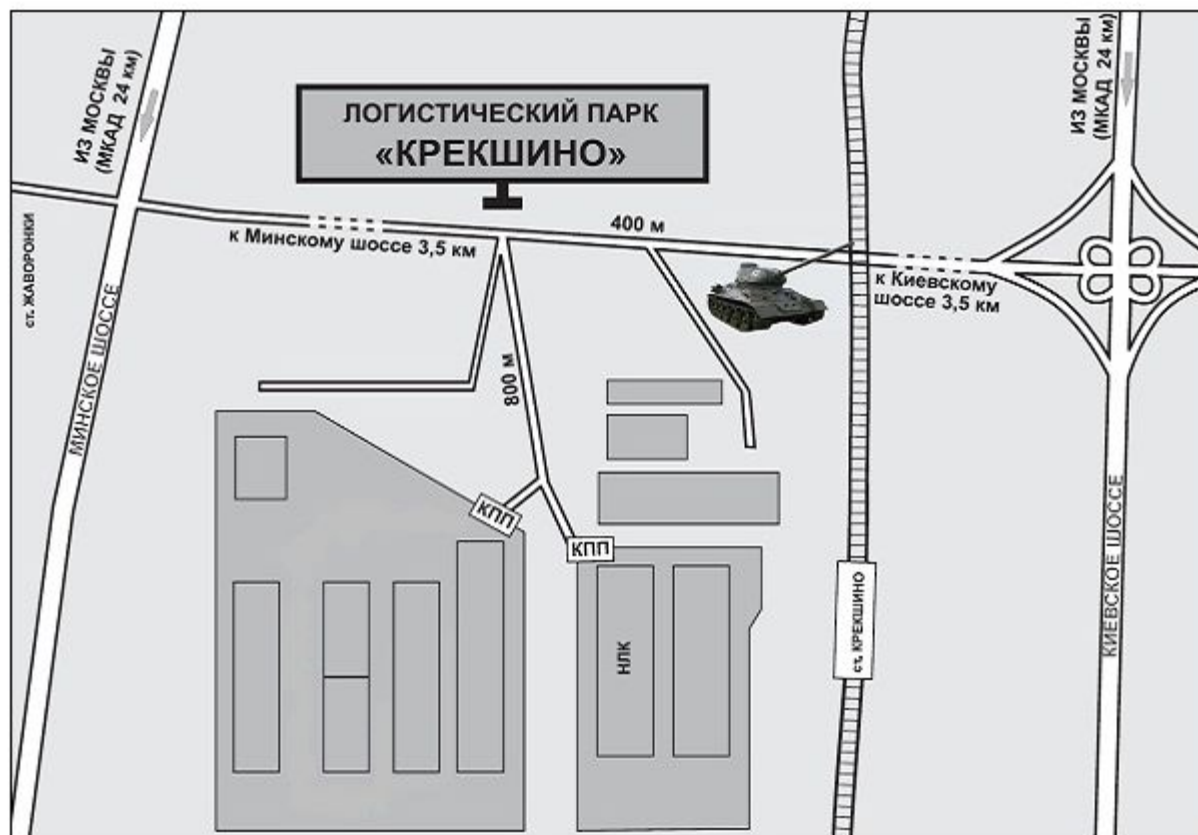 ИЗ МОСКВЫ
(МКАД 24 км)
ИЗ МОСКВЫ
(МКАД 24 км)
ЛОГИСТИЧЕСКИЙ ПАРК
«КРЕКШИНО»
ст. ЖАВОРОНКИ
к Минскому шоссе 3,5 км
400 м
к Киевскому
шоссе 3,5 км
МИНСКОЕ ШОССЕ
800 м
КПП
КПП
НЛК
ст. КРЕКШИНО
КИЕВСКОЕ ШОССЕ